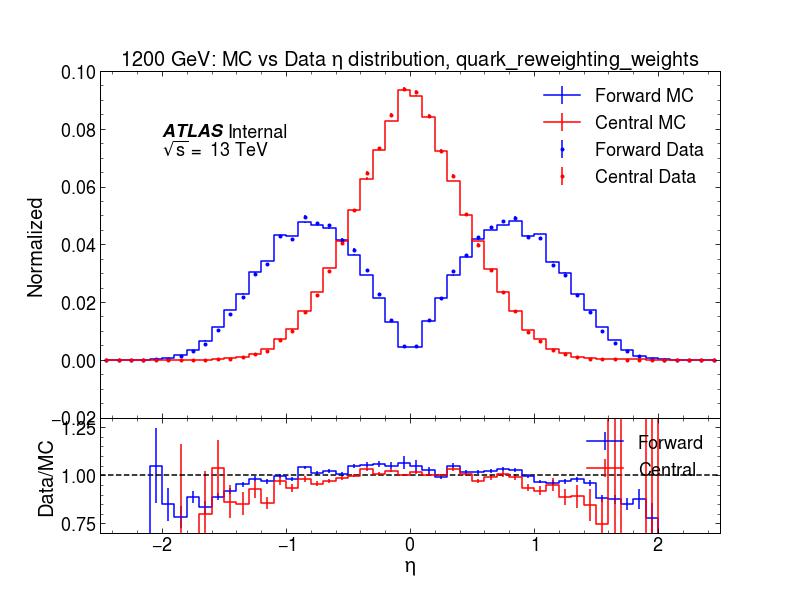 1200 GeV: MC vs Data η distribution, quark_reweighting_weights
0.10
0.08
0.06
0.04
0.02
0.00
−0.02
Normalized
ATLAS Internal
√s = 13 TeV
Forward MC
Central MC
Forward Data
Central Data
1.25
1.00
0.75
Data/MC
Forward
Central
−2 −1 0 1 2
η